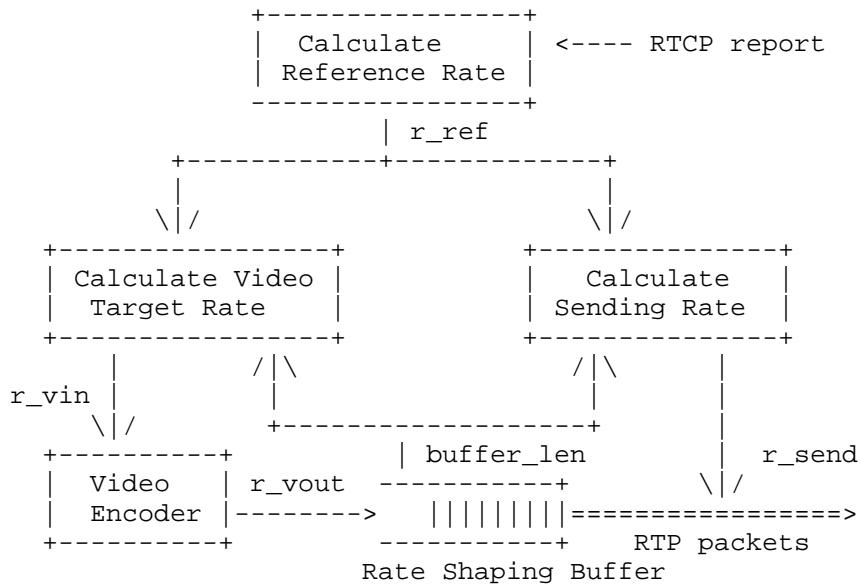 Calculate <---- RTCP report
Reference Rate
r_ref
Calculate Video Calculate
Target Rate Sending Rate
r_vin
buffer_len r_send
Video r_vout
Encoder
RTP packets
Rate Shaping Buffer